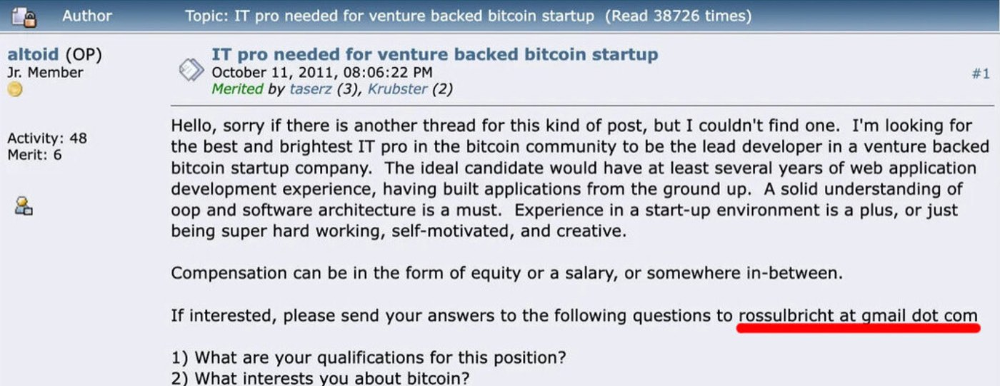 Author Topic: IT pro needed for venture backed bitcoin startup (Read 38726 times)
altoid (OP)
Jr. Member
Activity: 48
Merit: 6
IT pro needed for venture backed bitcoin startup
October 11, 2011, 08:06:22 PM
#1
Merited by taserz (3), Krubster (2)
Hello, sorry if there is another thread for this kind of post, but I couldn't find one. I'm looking for
the best and brightest IT pro in the bitcoin community to be the lead developer in a venture backed
bitcoin startup company. The ideal candidate would have at least several years of web application
development experience, having built applications from the ground up. A solid understanding of
oop and software architecture is a must. Experience in a start-up environment is a plus, or just
being super hard working, self-motivated, and creative.
Compensation can be in the form of equity or a salary, or somewhere in-between.
If interested, please send your answers to the following questions to rossulbricht at gmail dot com
1) What are your qualifications for this position?
2) What interests you about bitcoin?